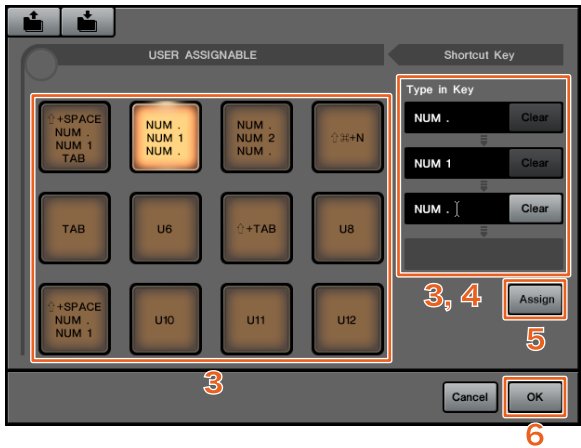 USER ASSIGNABLE
Shortcut Key
Type in Key
⇧+SPACE
NUM .
NUM 1
TAB
NUM .
NUM 1
NUM .
NUM .
NUM 2
NUM .
⇧⌘+N
TAB
U6
⇧+TAB
U8
⇧+SPACE
NUM .
NUM 1
U10
U11
U12
3
NUM . Clear
NUM 1 Clear
NUM . Clear
3, 4
Assign
5
Cancel
OK
6